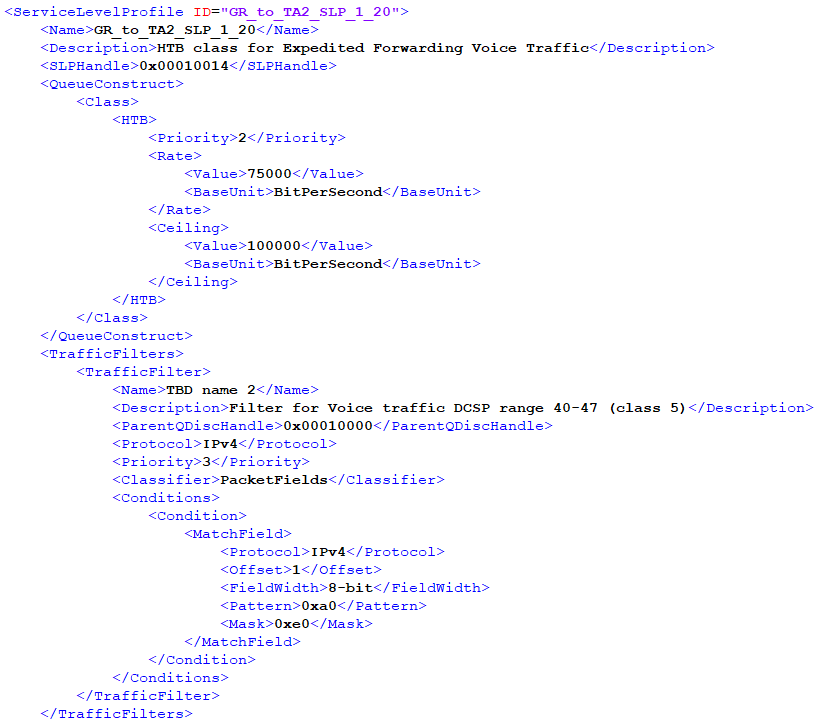 <ServiceLevelProfile ID="GR_to_TA2_SLP_1_20">
<Name>GR_to_TA2_SLP_1_20</Name>
<Description>HTB class for Expedited Forwarding Voice Traffic</Description>
<SLPHandle>0x00010014</SLPHandle>
<QueueConstruct>
<Class>
<HTB>
<Priority>2</Priority>
<Rate>
<Value>75000</Value>
<BaseUnit>BitPerSecond</BaseUnit>
</Rate>
<Ceiling>
<Value>100000</Value>
<BaseUnit>BitPerSecond</BaseUnit>
</Ceiling>
</HTB>
</Class>
</QueueConstruct>
<TrafficFilters>
<TrafficFilter>
<Name>TBD name 2</Name>
<Description>Filter for Voice traffic DCSP range 40-47 (class 5)</Description>
<ParentQDiscHandle>0x00010000</ParentQDiscHandle>
<Protocol>IPv4</Protocol>
<Priority>3</Priority>
<Classifier>PacketFields</Classifier>
<Conditions>
<Condition>
<MatchField>
<Protocol>IPv4</Protocol>
<Offset>1</Offset>
<FieldWidth>8-bit</FieldWidth>
<Pattern>0xa0</Pattern>
<Mask>0xe0</Mask>
</MatchField>
</Condition>
</Conditions>
</TrafficFilter>
</TrafficFilters>